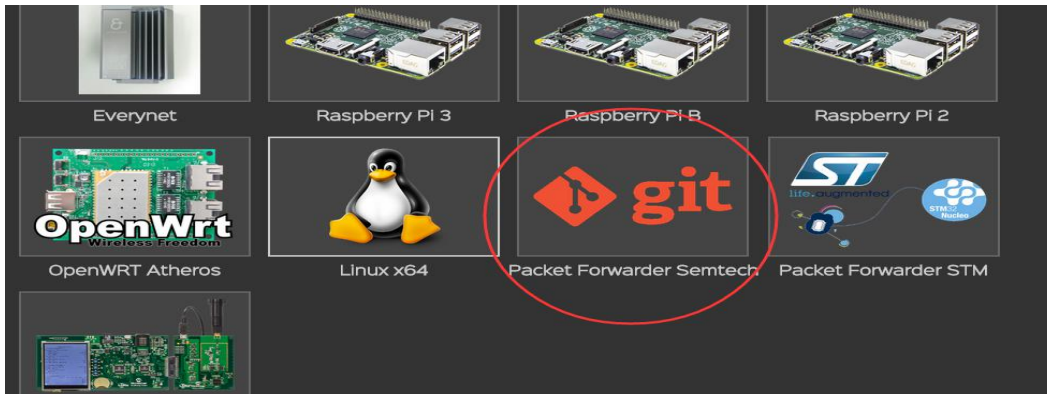 Everynet
Raspberry Pi 3
Raspberry Pi B
Raspberry Pi 2
OpenWrt
Wireless Freedom
git
ST
life.augmented
STM32
Nucleo
OpenWRT Atheros
Linux x64
Packet Forwarder Semtech
Packet Forwarder STM